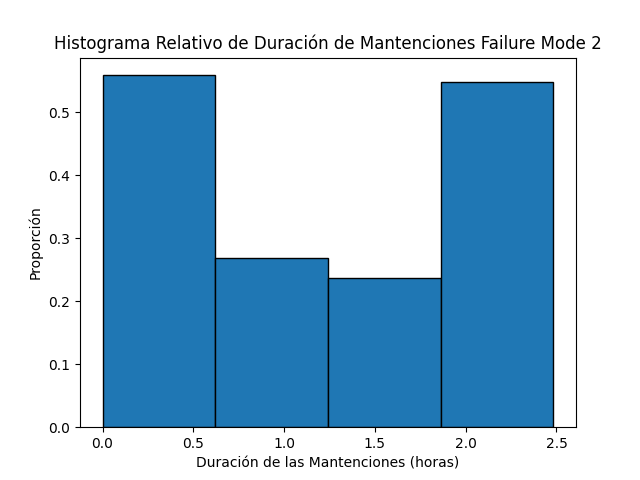 Histograma Relativo de Duración de Mantenciones Failure Mode 2
0.5
0.4
0.3
0.2
0.1
0.0
Proporción
0.0 0.5 1.0 1.5 2.0 2.5
Duración de las Mantenciones (horas)